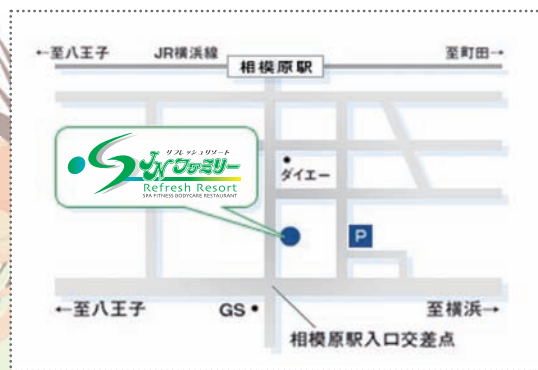 ←至八王子 JR横浜線 至町田→
相模原駅
リフレッシュリゾート
JNファミリー
Refresh Resort
SPA FITNESS BODYCARE RESTAURANT
ダイエー
P
←至八王子 GS 至横浜→
相模原駅入口交差点